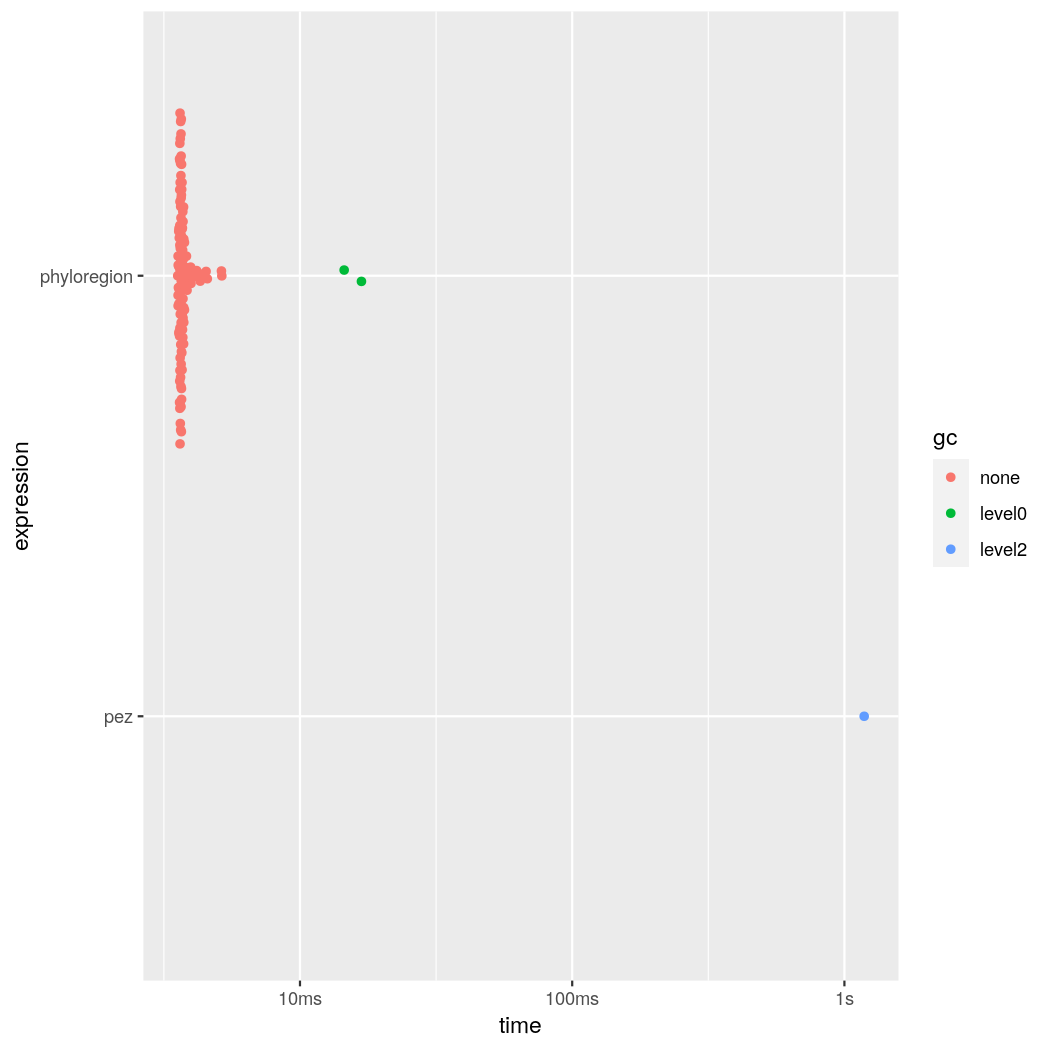 expression
phyloregion
pez
10ms
100ms
1s
time
gc
none
level0
level2